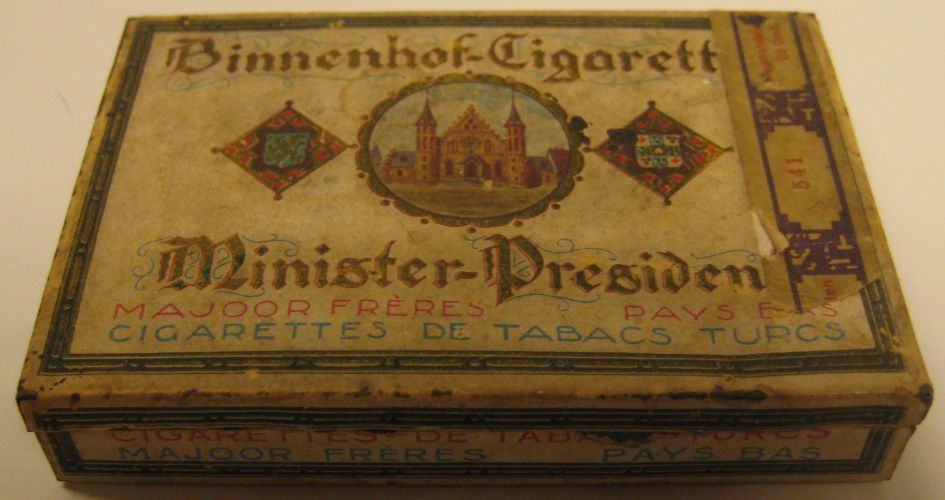 Binnenhof-Cigarett
541
Minister-Presiden
MAJOOR FRÈRES PAYS BAS
CIGARETTES DE TABACS TURCS
CIGARETTES DE TABACS TURCS
MAJOOR FRÈRES PAYS BAS